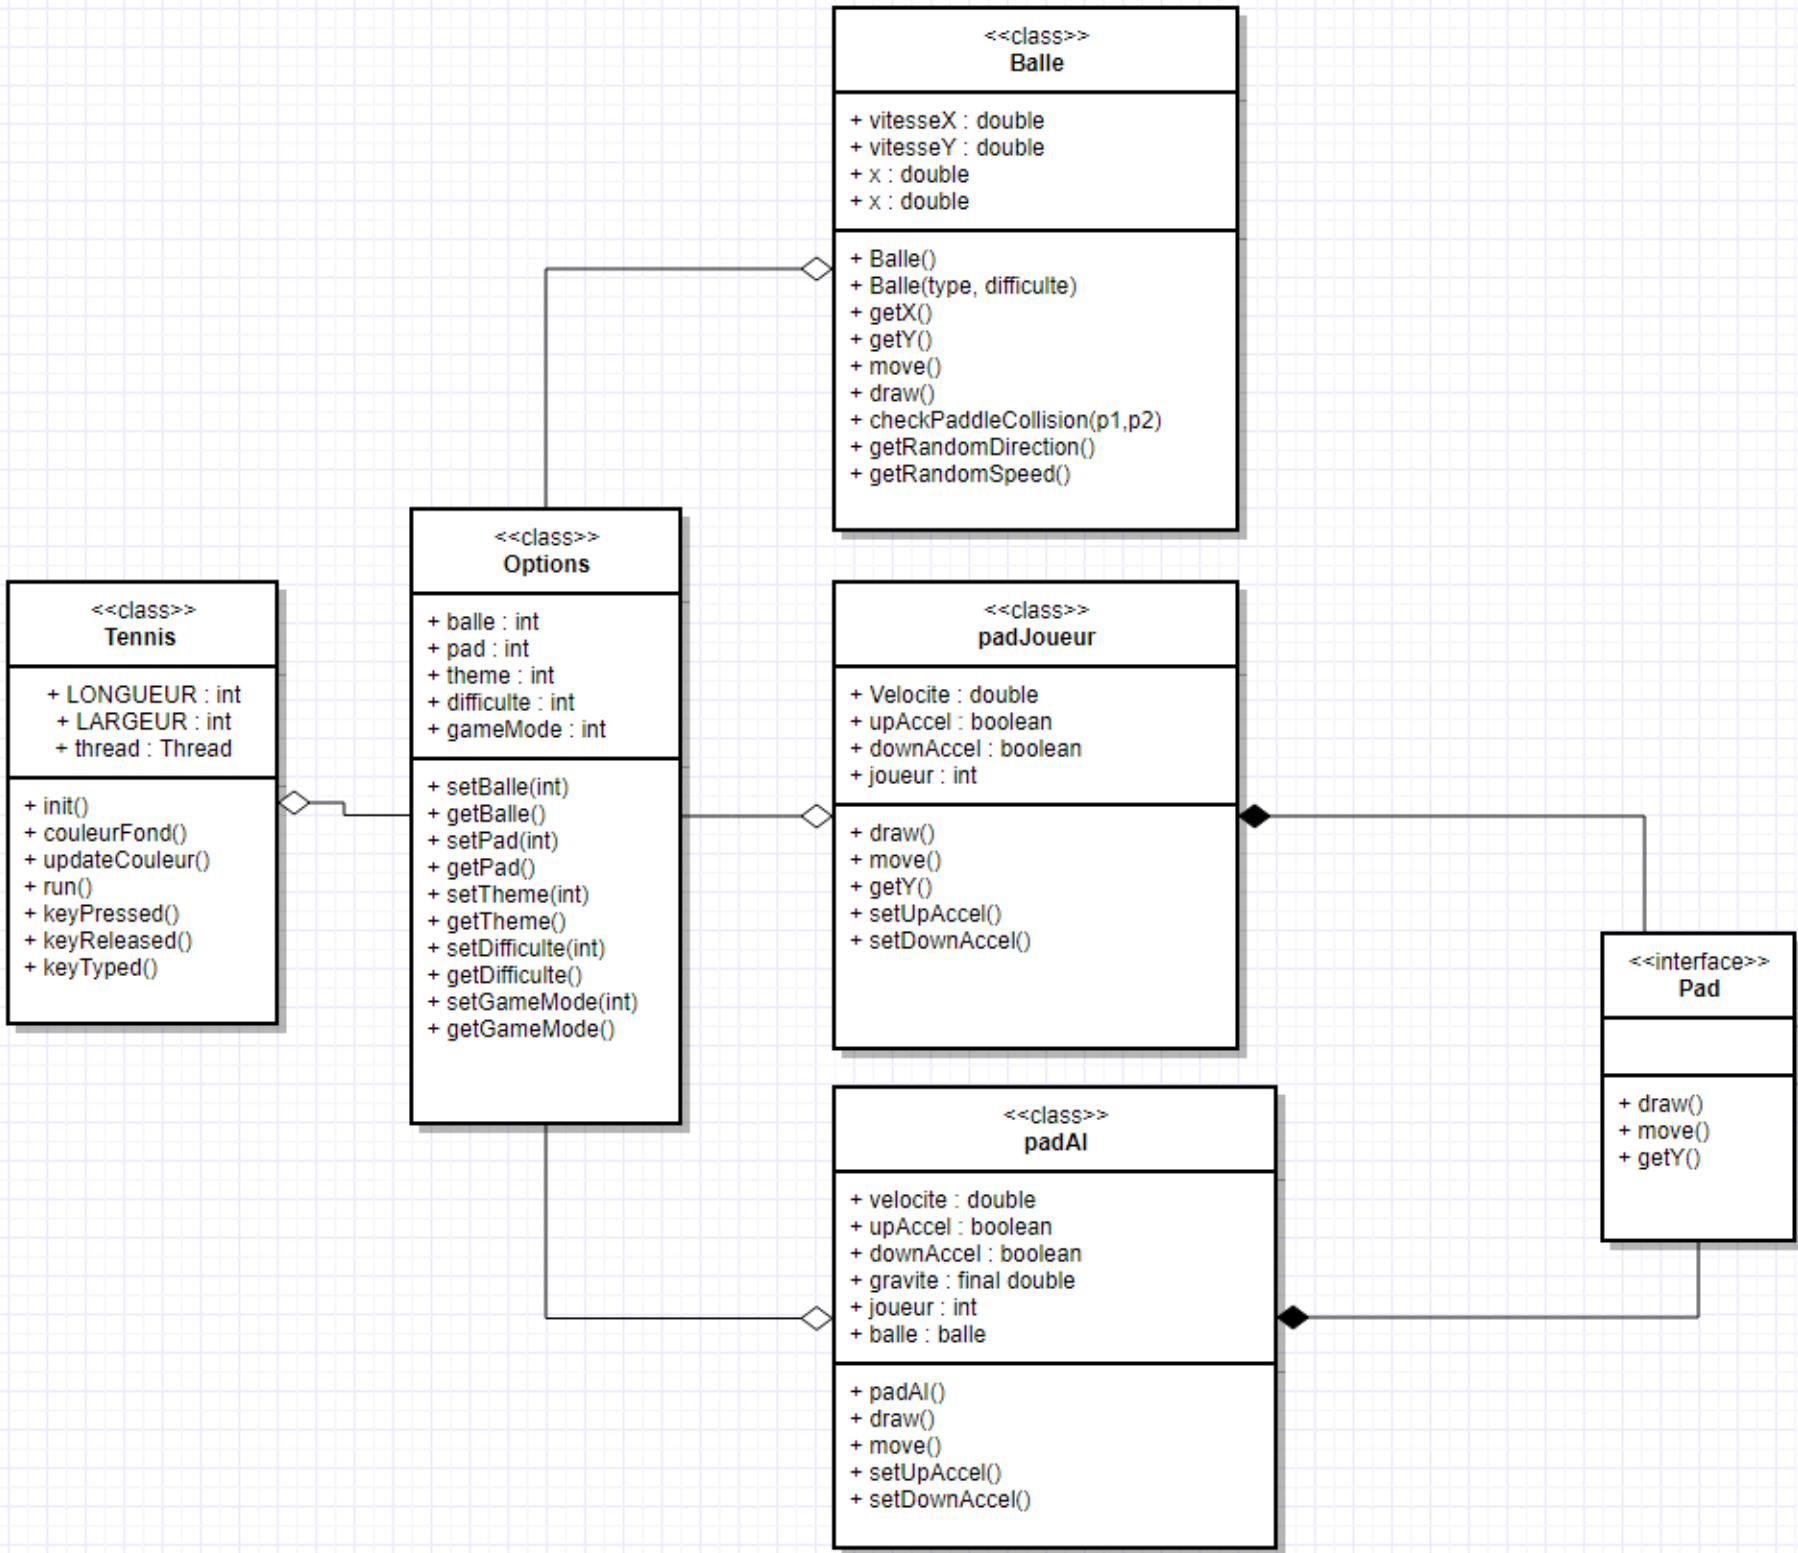 <<class>>
Balle
+ vitesseX : double
+ vitesseY : double
+ x : double
+ x : double
+ Balle()
+ Balle(type, difficulte)
+ getX()
+ getY()
+ move()
+ draw()
+ checkPaddleCollision(p1,p2)
+ getRandomDirection()
+ getRandomSpeed()
<<class>>
Tennis
+ LONGUEUR : int
+ LARGEUR : int
+ thread : Thread
+ init()
+ couleurFond()
+ updateCouleur()
+ run()
+ keyPressed()
+ keyReleased()
+ keyTyped()
<<class>>
Options
+ balle : int
+ pad : int
+ theme : int
+ difficulte : int
+ gameMode : int
+ setBalle(int)
+ getBalle()
+ setPad(int)
+ getPad()
+ setTheme(int)
+ getTheme()
+ setDifficulte(int)
+ getDifficulte()
+ setGameMode(int)
+ getGameMode()
<<class>>
padJoueur
+ Velocite : double
+ upAccel : boolean
+ downAccel : boolean
+ joueur : int
+ draw()
+ move()
+ getY()
+ setUpAccel()
+ setDownAccel()
<<interface>>
Pad
+ draw()
+ move()
+ getY()
<<class>>
padAI
+ velocite : double
+ upAccel : boolean
+ downAccel : boolean
+ gravite : final double
+ joueur : int
+ balle : balle
+ padAI()
+ draw()
+ move()
+ setUpAccel()
+ setDownAccel()